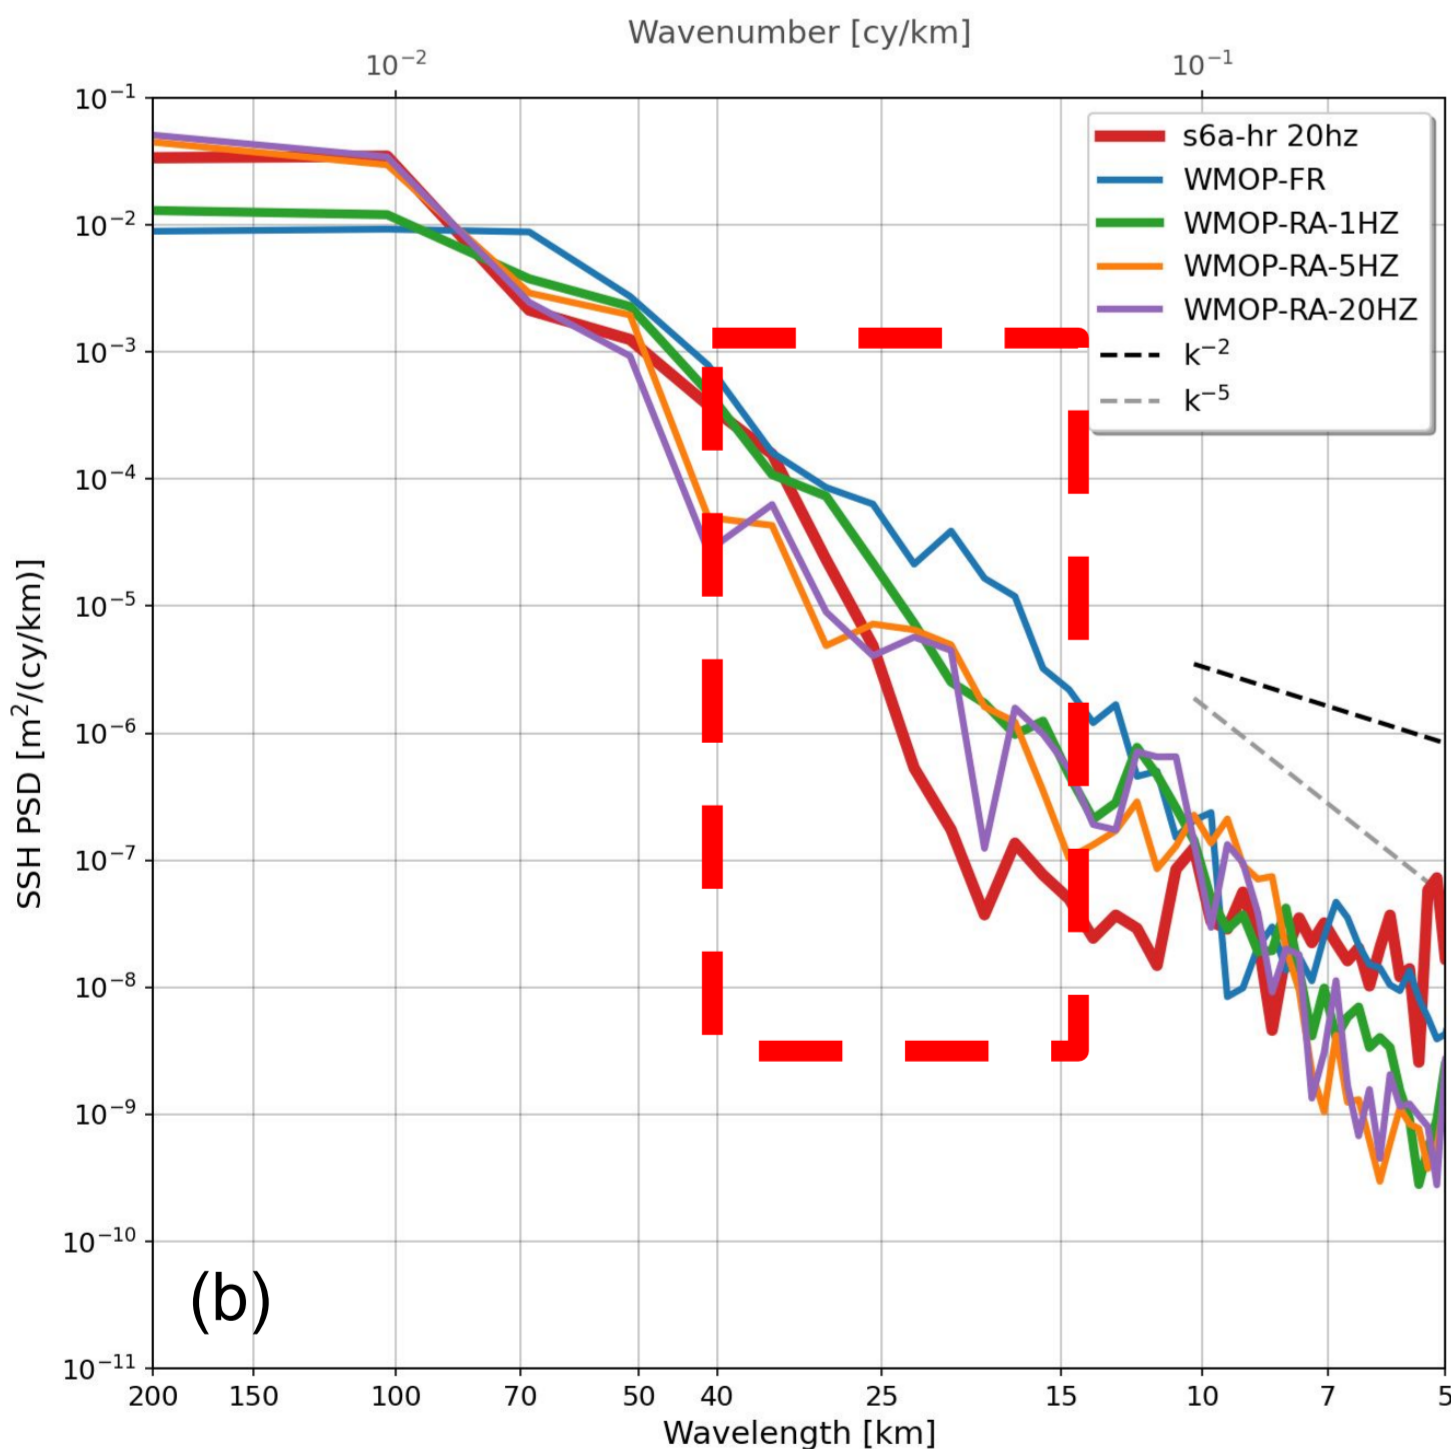 Wavenumber [cy/km]
10⁻² 10⁻¹
10⁻¹
10⁻²
10⁻³
10⁻⁴
10⁻⁵
10⁻⁶
10⁻⁷
10⁻⁸
10⁻⁹
10⁻¹⁰
10⁻¹¹
SSH PSD [m²/(cy/km)]
s6a-hr 20hz
WMOP-FR
WMOP-RA-1HZ
WMOP-RA-5HZ
WMOP-RA-20HZ
k⁻²
k⁻⁵
(b)
200 150 100 70 50 40 25 15 10 7 5
Wavelength [km]